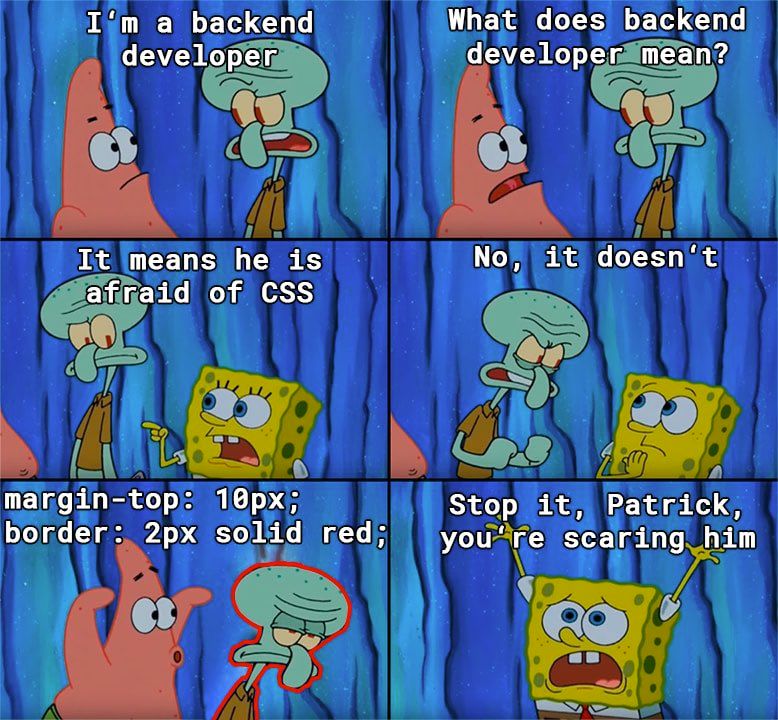 I‘m a backend
developer
What does backend
developer mean?
It means he is
afraid of CSS
No, it doesn‘t
margin-top: 10px;
border: 2px solid red;
Stop it, Patrick,
you‘re scaring him